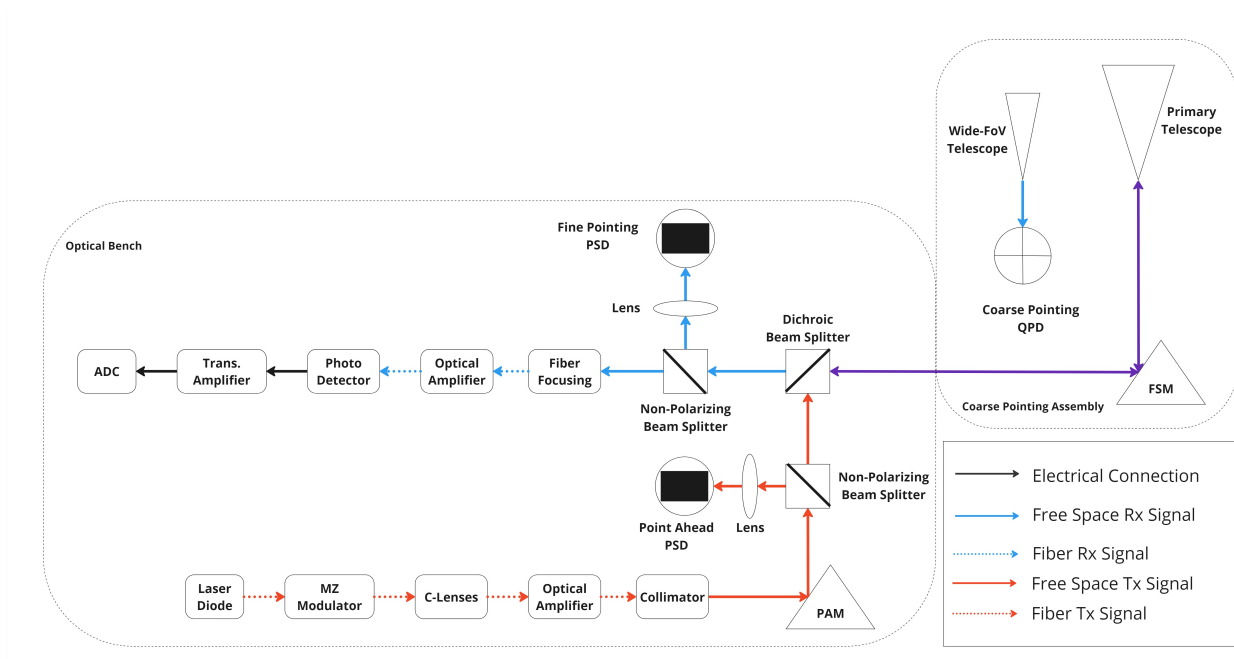 Wide-FoV
Telescope
Primary
Telescope
Coarse Pointing
QPD
FSM
Coarse Pointing Assembly
Optical Bench
Fine Pointing
PSD
Lens
Dichroic
Beam Splitter
ADC
Trans.
Amplifier
Photo
Detector
Optical
Amplifier
Fiber
Focusing
Non-Polarizing
Beam Splitter
Non-Polarizing
Beam Splitter
Point Ahead
PSD
Lens
Laser
Diode
MZ
Modulator
C-Lenses
Optical
Amplifier
Collimator
PAM
Electrical Connection
Free Space Rx Signal
Fiber Rx Signal
Free Space Tx Signal
Fiber Tx Signal